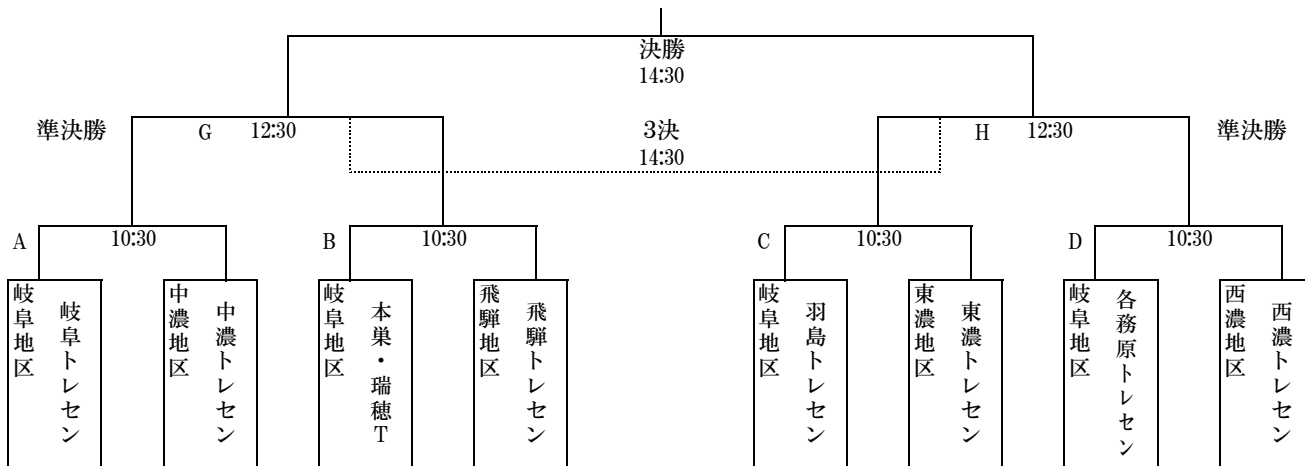 決勝
14:30
準決勝
G
12:30
3決
14:30
H
12:30
準決勝
A
10:30
B
10:30
C
10:30
D
10:30
岐阜地区
岐阜トレセン
中濃地区
中濃トレセン
岐阜地区
本巣・瑞穂T
飛騨地区
飛騨トレセン
岐阜地区
羽島トレセン
東濃地区
東濃トレセン
岐阜地区
各務原トレセン
西濃地区
西濃トレセン